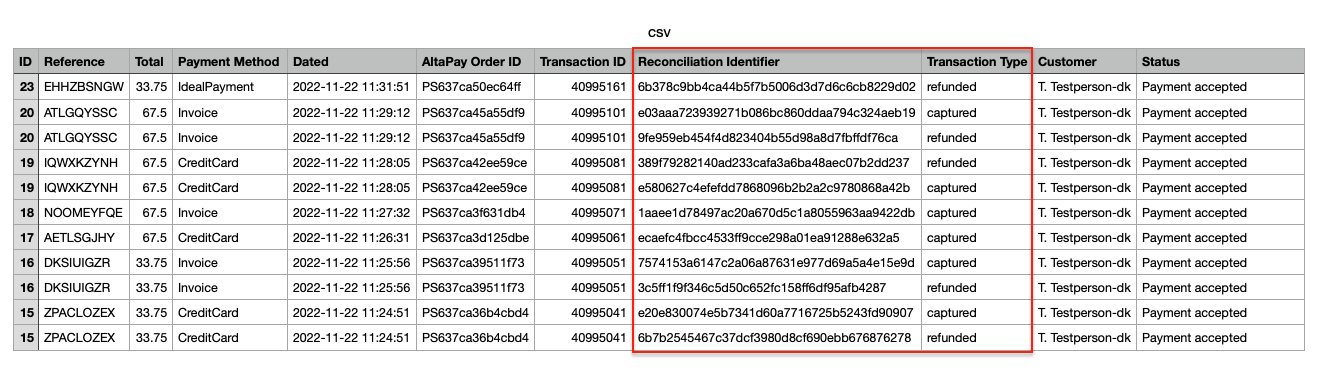 CSV
ID Reference Total Payment Method Dated AltaPay Order ID Transaction ID Reconciliation Identifier Transaction Type Customer Status
23 EHHZBSNGW 33.75 IdealPayment 2022-11-22 11:31:51 PS637ca50ec64ff 40995161 6b378c9bb4ca44b5f7b5006d3d7d6c6cb8229d02 refunded T. Testperson-dk Payment accepted
20 ATLGQYSSC 67.5 Invoice 2022-11-22 11:29:12 PS637ca45a55df9 40995101 e03aaa723939271b086bc860ddaa794c324aeb19 captured T. Testperson-dk Payment accepted
20 ATLGQYSSC 67.5 Invoice 2022-11-22 11:29:12 PS637ca45a55df9 40995101 9fe959eb454f4d823404b55d98a8d7fbffdf76ca refunded T. Testperson-dk Payment accepted
19 IQWXKZYNH 67.5 CreditCard 2022-11-22 11:28:05 PS637ca42ee59ce 40995081 389f79282140ad233cafa3a6ba48aec07b2dd237 refunded T. Testperson-dk Payment accepted
19 IQWXKZYNH 67.5 CreditCard 2022-11-22 11:28:05 PS637ca42ee59ce 40995081 e580627c4efefdd7868096b2b2a2c9780868a42b captured T. Testperson-dk Payment accepted
18 NOOMEYFQE 67.5 Invoice 2022-11-22 11:27:32 PS637ca3f631db4 40995071 1aaee1d78497ac20a670d5c1a8055963aa9422db captured T. Testperson-dk Payment accepted
17 AETLSGJHY 67.5 CreditCard 2022-11-22 11:26:31 PS637ca3d125dbe 40995061 ecaefc4fbcc4533ff9cce298a01ea91288e632a5 captured T. Testperson-dk Payment accepted
16 DKSIUIGZR 33.75 Invoice 2022-11-22 11:25:56 PS637ca39511f73 40995051 7574153a6147c2a06a87631e977d69a5a4e15e9d captured T. Testperson-dk Payment accepted
16 DKSIUIGZR 33.75 Invoice 2022-11-22 11:25:56 PS637ca39511f73 40995051 3c5ff1f9f346c5d50c652fc158ff6df95afb4287 refunded T. Testperson-dk Payment accepted
15 ZPACLOZEX 33.75 CreditCard 2022-11-22 11:24:51 PS637ca36b4cbd4 40995041 e20e830074e5b7341d60a7716725b5243fd90907 captured T. Testperson-dk Payment accepted
15 ZPACLOZEX 33.75 CreditCard 2022-11-22 11:24:51 PS637ca36b4cbd4 40995041 6b7b2545467c37dcf3980d8cf690ebb676876278 refunded T. Testperson-dk Payment accepted